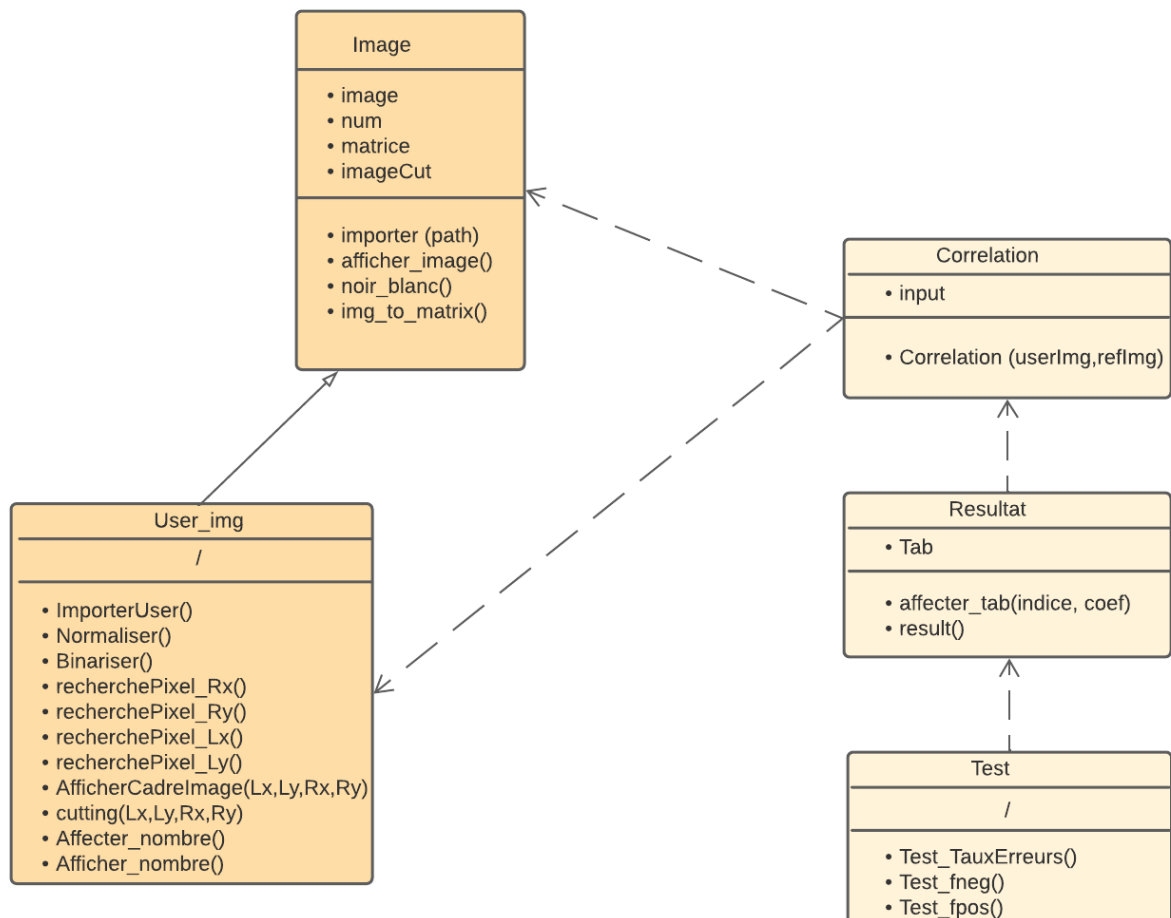 Image
• image
• num
• matrice
• imageCut
• importer (path)
• afficher_image()
• noir_blanc()
• img_to_matrix()
User_img
/
• ImporterUser()
• Normaliser()
• Binariser()
• recherchePixel_Rx()
• recherchePixel_Ry()
• recherchePixel_Lx()
• recherchePixel_Ly()
• AfficherCadreImage(Lx,Ly,Rx,Ry)
• cutting(Lx,Ly,Rx,Ry)
• Affecter_nombre()
• Afficher_nombre()
Correlation
• input
• Correlation (userImg,refImg)
Resultat
• Tab
• affecter_tab(indice, coef)
• result()
Test
/
• Test_TauxErreurs()
• Test_fneg()
• Test_fpos()